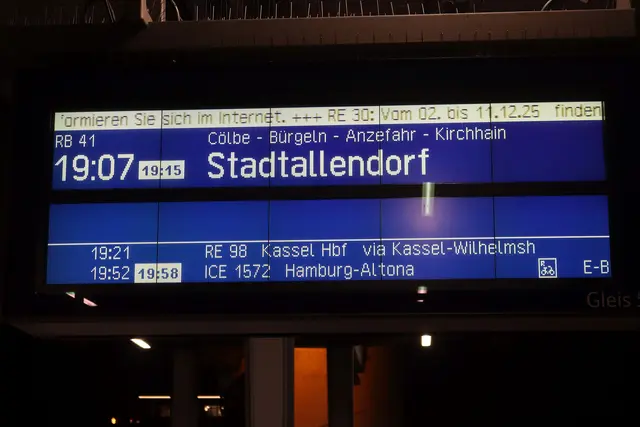 formieren Sie sich im Internet. +++ RE 30: Vom 02. bis 11.12.25 finden
RB 41 Cölbe - Bürgeln - Anzefahr - Kirchhain
19:07 19:15 Stadtallendorf
19:21 RE 98 Kassel Hbf via Kassel-Wilhelmsh
19:52 19:58 ICE 1572 Hamburg-Altona E-B
Gleis